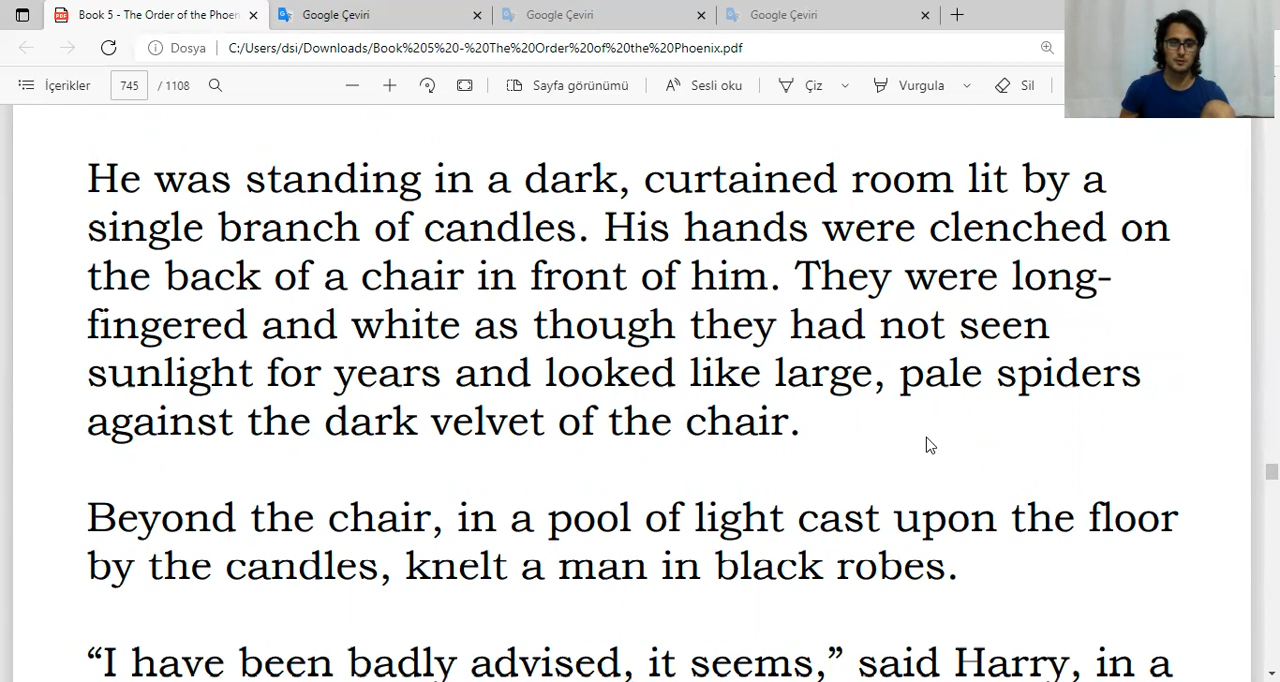 Book 5 - The Order of the Phoen
Google Çeviri
Google Çeviri
Google Çeviri
Dosya
C:/Users/dsi/Downloads/Book%205%20-%20The%20Order%20of%20the%20Phoenix.pdf
İçerikler
745
/ 1108
Sayfa görünümü
Sesli oku
Çiz
Vurgula
Sil
He was standing in a dark, curtained room lit by a
single branch of candles. His hands were clenched on
the back of a chair in front of him. They were long-
fingered and white as though they had not seen
sunlight for years and looked like large, pale spiders
against the dark velvet of the chair.
Beyond the chair, in a pool of light cast upon the floor
by the candles, knelt a man in black robes.
“I have been badly advised, it seems,” said Harry, in a